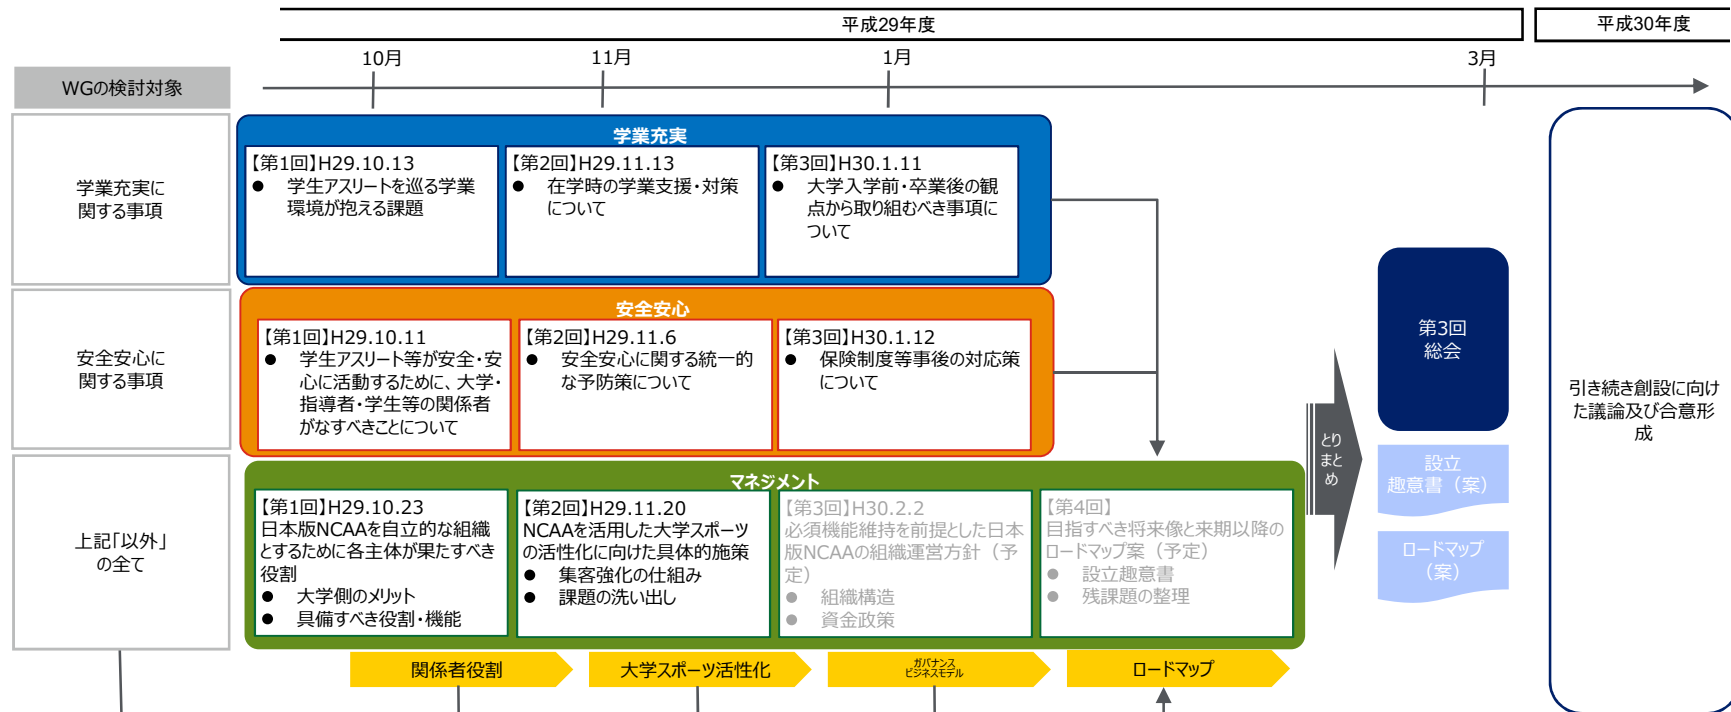 平成29年度
平成30年度
10月
11月
1月
3月
WGの検討対象
学業充実に
関する事項
学業充実
【第1回】H29.10.13
● 学生アスリートを巡る学業
環境が抱える課題
【第2回】H29.11.13
● 在学時の学業支援・対策
について
【第3回】H30.1.11
● 大学入学前・卒業後の観
点から取り組むべき事項に
ついて
安全安心に
関する事項
安全安心
【第1回】H29.10.11
● 学生アスリート等が安全・安
心に活動するために、大学・
指導者・学生等の関係者
がなすべきことについて
【第2回】H29.11.6
● 安全安心に関する統一的
な予防策について
【第3回】H30.1.12
● 保険制度等事後の対応策
について
上記「以外」
の全て
マネジメント
【第1回】H29.10.23
日本版NCAAを自立的な組織
とするために各主体が果たすべき
役割
● 大学側のメリット
● 具備すべき役割・機能
【第2回】H29.11.20
NCAAを活用した大学スポーツ
の活性化に向けた具体的施策
● 集客強化の仕組み
● 課題の洗い出し
【第3回】H30.2.2
必須機能維持を前提とした日本
版NCAAの組織運営方針（予
定）
● 組織構造
● 資金政策
【第4回】
目指すべき将来像と来期以降の
ロードマップ案（予定）
● 設立趣意書
● 残課題の整理
関係者役割
大学スポーツ活性化
ガバナンス
ビジネスモデル
ロードマップ
とり
まと
め
第3回
総会
設立
趣意書（案）
ロードマップ
（案）
引き続き創設に向け
た議論及び合意形
成